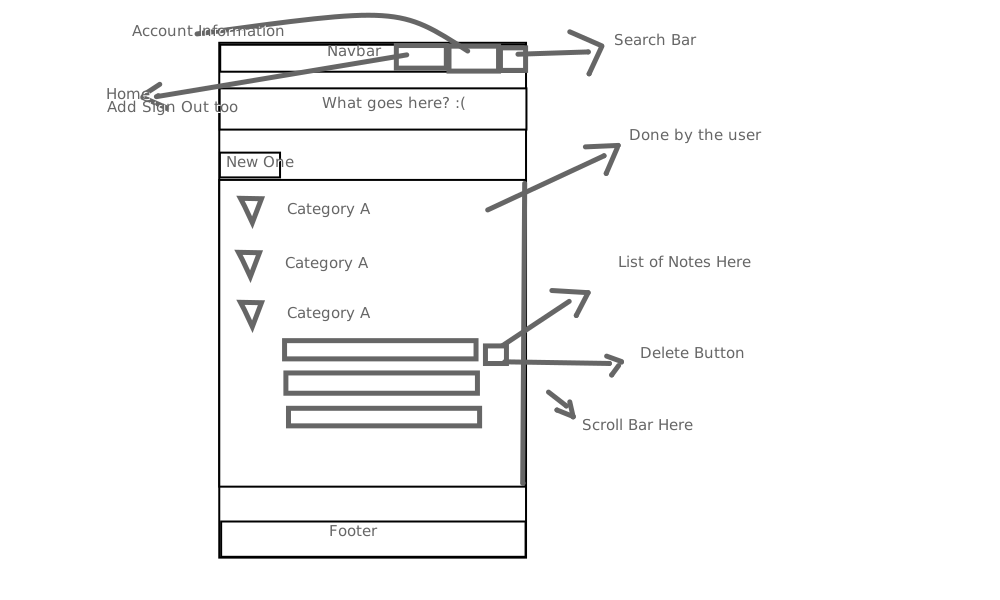 Account Information
Search Bar
Navbar
Home
Add Sign Out too
What goes here? :(
Done by the user
New One
Category A
Category A
List of Notes Here
Category A
Delete Button
Scroll Bar Here
Footer